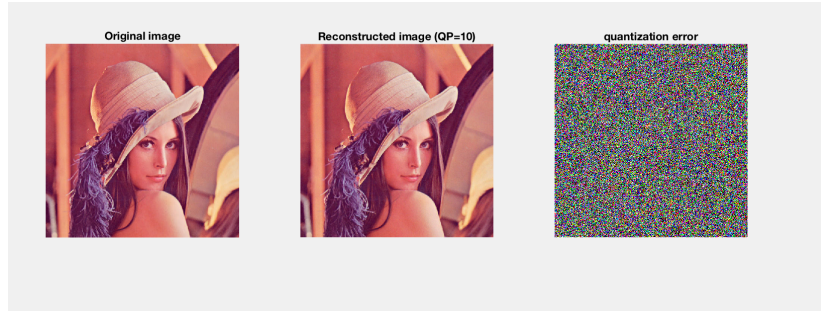 Original image
Reconstructed image (QP=10)
quantization error